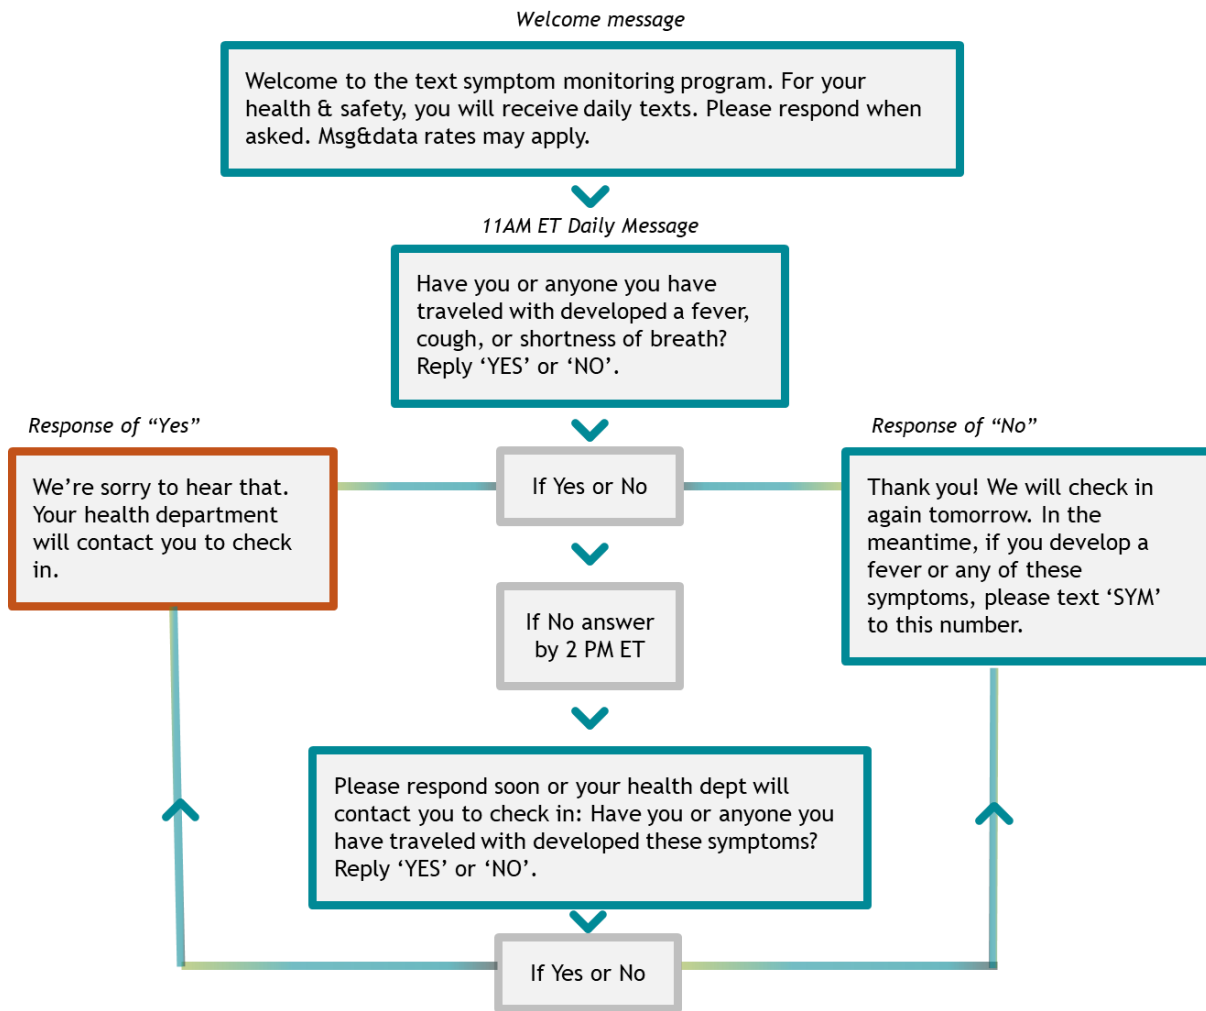 Welcome message
Welcome to the text symptom monitoring program. For your
health & safety, you will receive daily texts. Please respond when
asked. Msg&data rates may apply.
11AM ET Daily Message
Have you or anyone you have
traveled with developed a fever,
cough, or shortness of breath?
Reply ‘YES’ or ‘NO’.
Response of “Yes”
We’re sorry to hear that.
Your health department
will contact you to check
in.
If Yes or No
Response of “No”
Thank you! We will check in
again tomorrow. In the
meantime, if you develop a
fever or any of these
symptoms, please text ‘SYM’
to this number.
If No answer
by 2 PM ET
Please respond soon or your health dept will
contact you to check in: Have you or anyone you
have traveled with developed these symptoms?
Reply ‘YES’ or ‘NO’.
If Yes or No